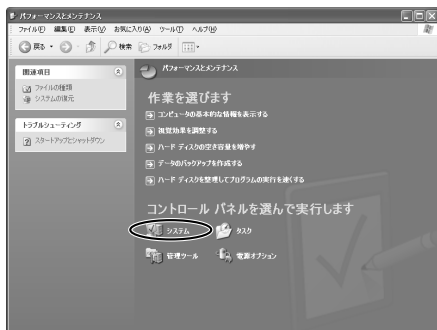 パフォーマンスとメンテナンス
ファイル(F) 編集(E) 表示(V) お気に入り(A) ツール(T) ヘルプ(H)
戻る 検索 フォルダ
関連項目
ファイルの種類
システムの復元
トラブルシューティング
スタートアップとシャットダウン
パフォーマンスとメンテナンス
作業を選びます
コンピュータの基本的な情報を表示する
視覚効果を調整する
ハード ディスクの空き容量を増やす
データのバックアップを作成する
ハード ディスクを整理してプログラムの実行を速くする
コントロール パネルを選んで実行します
システム タスク
管理ツール 電源オプション